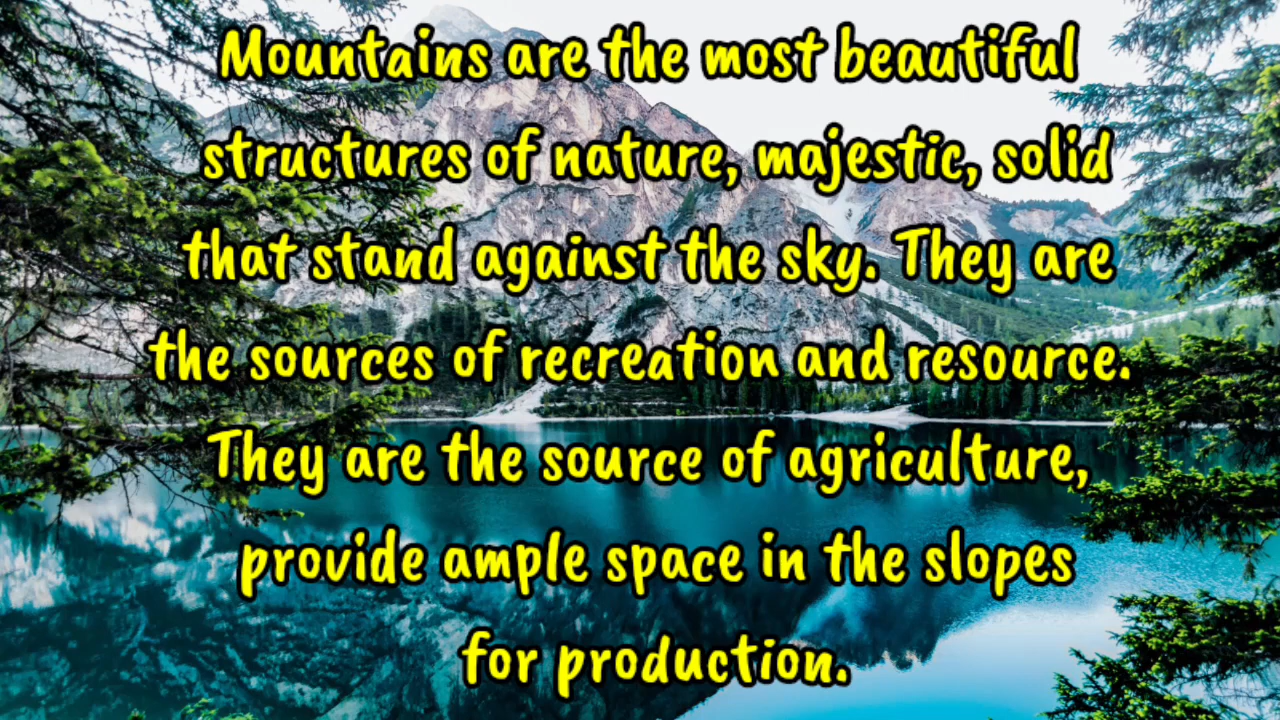 Mountains are the most beautiful
structures of nature, majestic, solid
that stand against the sky. They are
the sources of recreation and resource.
They are the source of agriculture,
provide ample space in the slopes
for production.